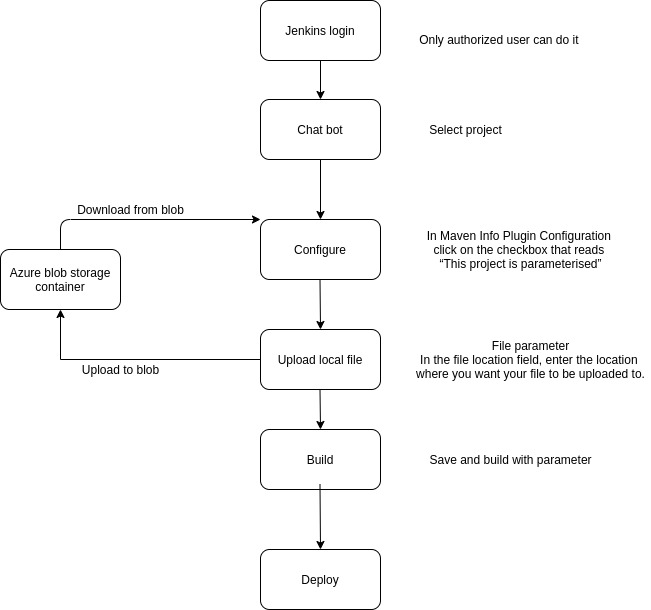 Jenkins login
Only authorized user can do it
Chat bot
Select project
Download from blob
Configure
In Maven Info Plugin Configuration
click on the checkbox that reads
“This project is parameterised”
Azure blob storage
container
Upload local file
File parameter
In the file location field, enter the location
where you want your file to be uploaded to.
Upload to blob
Build
Save and build with parameter
Deploy